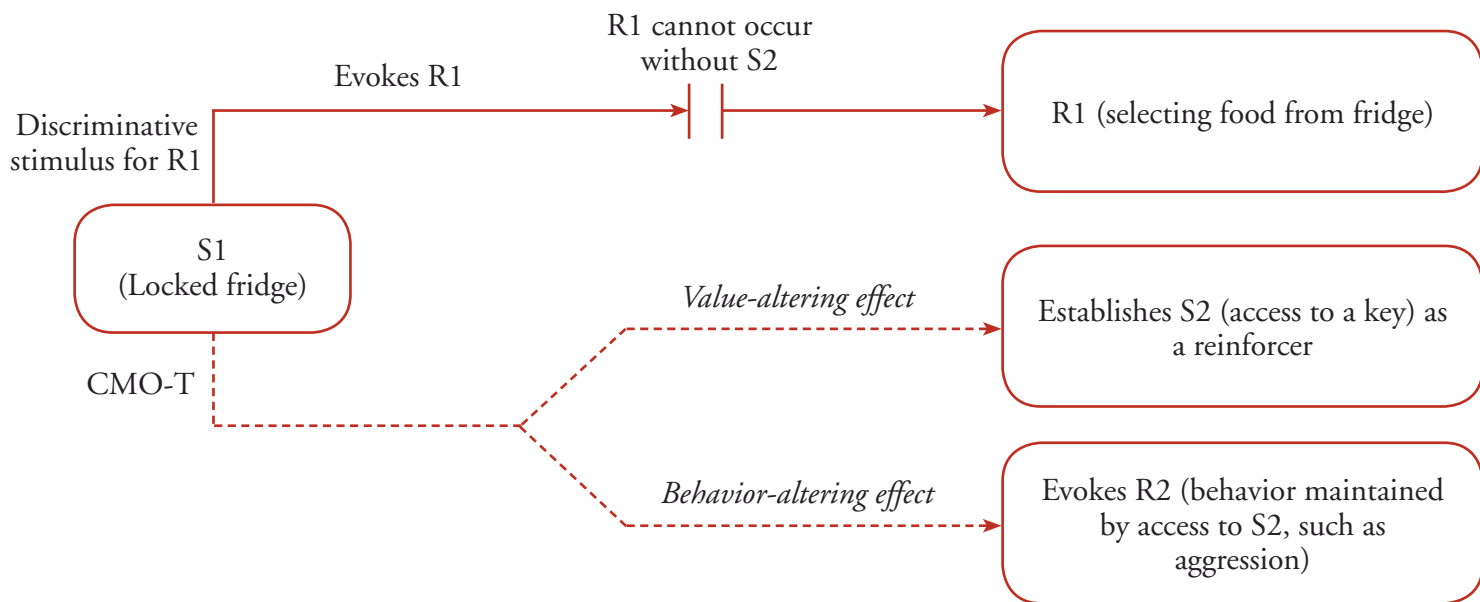 R1 cannot occur
without S2
Evokes R1
R1 (selecting food from fridge)
Discriminative
stimulus for R1
S1
(Locked fridge)
Value-altering effect
Establishes S2 (access to a key) as
a reinforcer
CMO-T
Behavior-altering effect
Evokes R2 (behavior maintained
by access to S2, such as
aggression)